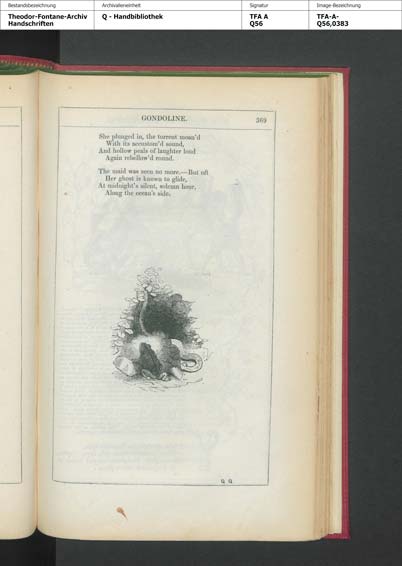 Bestandsbezeichnung
Archivalieneinheit
Signatur
Image-Bezeichnung
Theodor-Fontane-Archiv
Handschriften
Q - Handbibliothek
TFA A
Q56
TFA-A-
Q56,0383
GONDOLINE. 369
She plunged in, the torrent moan'd
With its accustom'd sound,
And hollow peals of laughter loud
Again rebellow'd round.
The maid was seen no more.—But oft
Her ghost is known to glide,
At midnight's silent, solemn hour,
Along the ocean's side.
Q Q